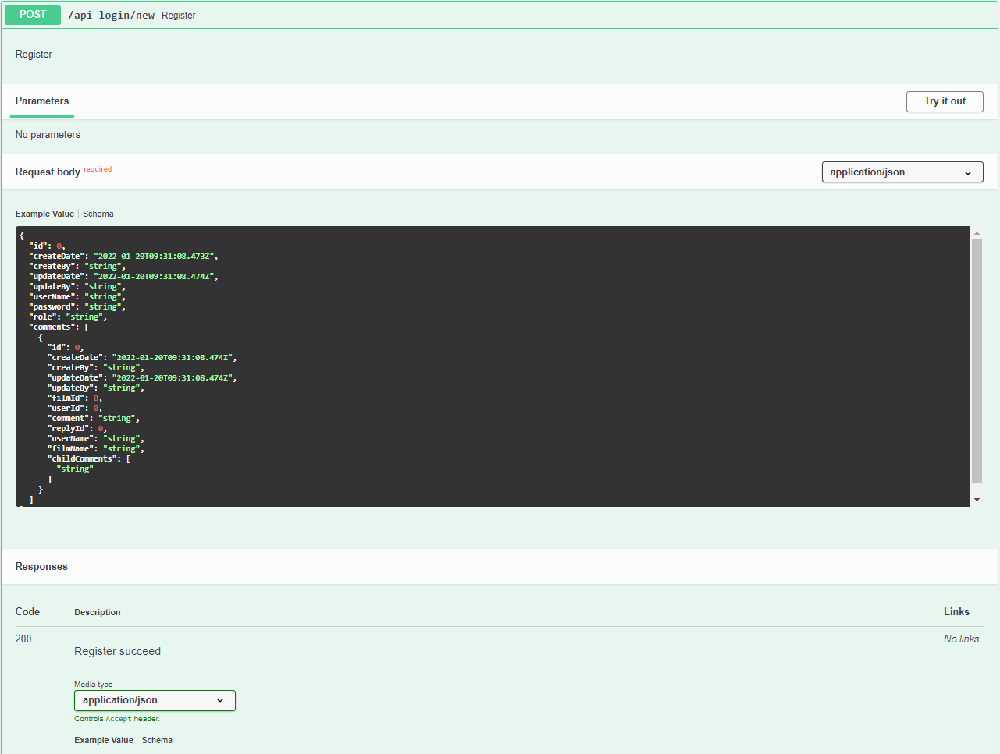 POST /api-login/new Register
Register
Parameters
Try it out
No parameters
Request body required
application/json
Example Value | Schema
{
  "id": 0,
  "createDate": "2022-01-20T09:31:08.473Z",
  "createBy": "string",
  "updateDate": "2022-01-20T09:31:08.474Z",
  "updateBy": "string",
  "userName": "string",
  "password": "string",
  "role": "string",
  "comments": [
    {
      "id": 0,
      "createDate": "2022-01-20T09:31:08.474Z",
      "createBy": "string",
      "updateDate": "2022-01-20T09:31:08.474Z",
      "updateBy": "string",
      "filmId": 0,
      "userId": 0,
      "comment": "string",
      "replyId": 0,
      "userName": "string",
      "filmName": "string",
      "childComments": [
        "string"
      ]
    }
  ]
Responses
Code Description Links
200 Register succeed No links
Media type
application/json
Controls Accept header.
Example Value | Schema